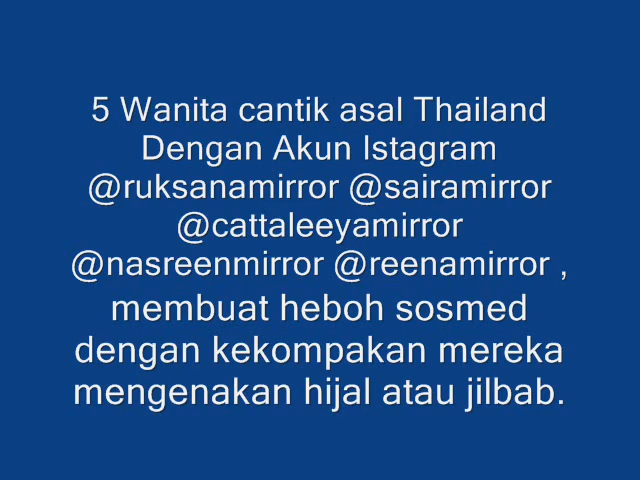 5 Wanita cantik asal Thailand
Dengan Akun Istagram
@ruksanamirror @sairamirror
@cattaleeyamirror
@nasreenmirror @reenamirror ,
membuat heboh sosmed
dengan kekompakan mereka
mengenakan hijal atau jilbab.